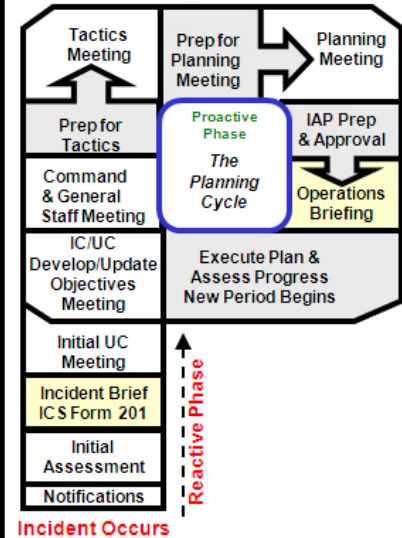 Tactics
Meeting
Prep for
Planning
Meeting
Planning
Meeting
Prep for
Tactics
Proactive
Phase
The
Planning
Cycle
IAP Prep
& Approval
Command
& General
Staff Meeting
Operations
Briefing
IC/UC
Develop/Update
Objectives
Meeting
Execute Plan &
Assess Progress
New Period Begins
Initial UC
Meeting
Incident Brief
ICS Form 201
Initial
Assessment
Notifications
Reactive Phase
Incident Occurs